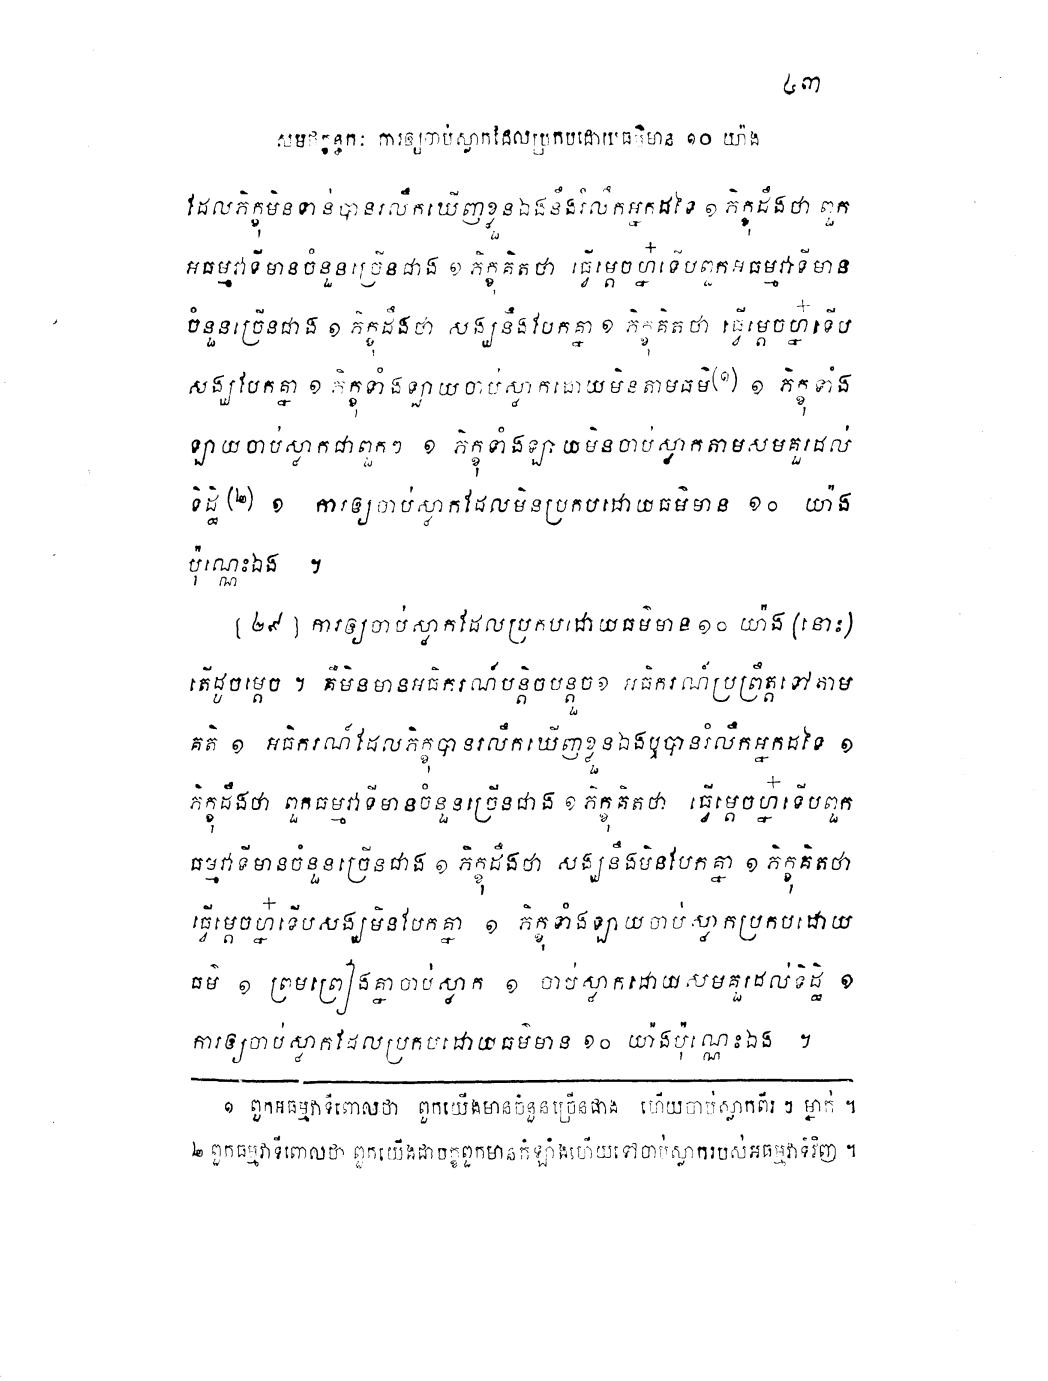 ៤៣
សមថក្ខន្ធកៈ ការឲ្យចាប់ស្លាកដែលប្រកបដោយធម៌មាន ១០ យ៉ាង
ដែលភិក្ខុមិនទាន់បានរលឹកឃើញខ្លួនឯងនឹងរំលឹកអ្នកដទៃ ១ ភិក្ខុដឹងថា ពួក
អធម្មវាទីមានចំនួនច្រើនជាង ១ ភិក្ខុគិតថា ធ្វើម្តេចហ្ន៎ទើបពួកអធម្មវាទីមាន
ចំនួនច្រើនជាង ១ ភិក្ខុដឹងថា សង្ឃនឹងបែកគ្នា ១ ភិក្ខុគិតថា ធ្វើម្តេចហ្ន៎ទើប
សង្ឃបែកគ្នា ១ ភិក្ខុទាំងឡាយចាប់ស្លាកដោយមិនតាមធម៌(១) ១ ភិក្ខុទាំង
ឡាយចាប់ស្លាកជាពួកៗ ១ ភិក្ខុទាំងឡាយមិនចាប់ស្លាកតាមសមគួរដល់
ទិដ្ឋិ(២) ១ ការឲ្យចាប់ស្លាកដែលមិនប្រកបដោយធម៌មាន ១០ យ៉ាង
ប៉ុណ្ណេះឯង ។
[ ២៩ ] ការឲ្យចាប់ស្លាកដែលប្រកបដោយធម៌មាន ១០ យ៉ាង (នោះ)
តើដូចម្តេច ។ គឺមិនមានអធិករណ៍បន្តិចបន្តួច ១ អធិករណ៍ប្រព្រឹត្តទៅតាម
គតិ ១ អធិករណ៍ដែលភិក្ខុបានរលឹកឃើញខ្លួនឯងឬបានរំលឹកអ្នកដទៃ ១
ភិក្ខុដឹងថា ពួកធម្មវាទីមានចំនួនច្រើនជាង ១ ភិក្ខុគិតថា ធ្វើម្តេចហ្ន៎ទើបពួក
ធម្មវាទីមានចំនួនច្រើនជាង ១ ភិក្ខុដឹងថា សង្ឃនឹងមិនបែកគ្នា ១ ភិក្ខុគិតថា
ធ្វើម្តេចហ្ន៎ទើបសង្ឃមិនបែកគ្នា ១ ភិក្ខុទាំងឡាយចាប់ស្លាកប្រកបដោយ
ធម៌ ១ ព្រមព្រៀងគ្នាចាប់ស្លាក ១ ចាប់ស្លាកដោយសមគួរដល់ទិដ្ឋិ ១
ការឲ្យចាប់ស្លាកដែលប្រកបដោយធម៌មាន ១០ យ៉ាងប៉ុណ្ណេះឯង ។
១ ពួកអធម្មវាទីពោលថា ពួកយើងមានចំនួនច្រើនជាង ហើយចាប់ស្លាកពីរ ៗ ម្នាក់ ។
២ ពួកធម្មវាទីពោលថា ពួកយើងជាបក្ខពួកមានកំឡាំងហើយទៅចាប់ស្លាករបស់អធម្មវាទីវិញ ។